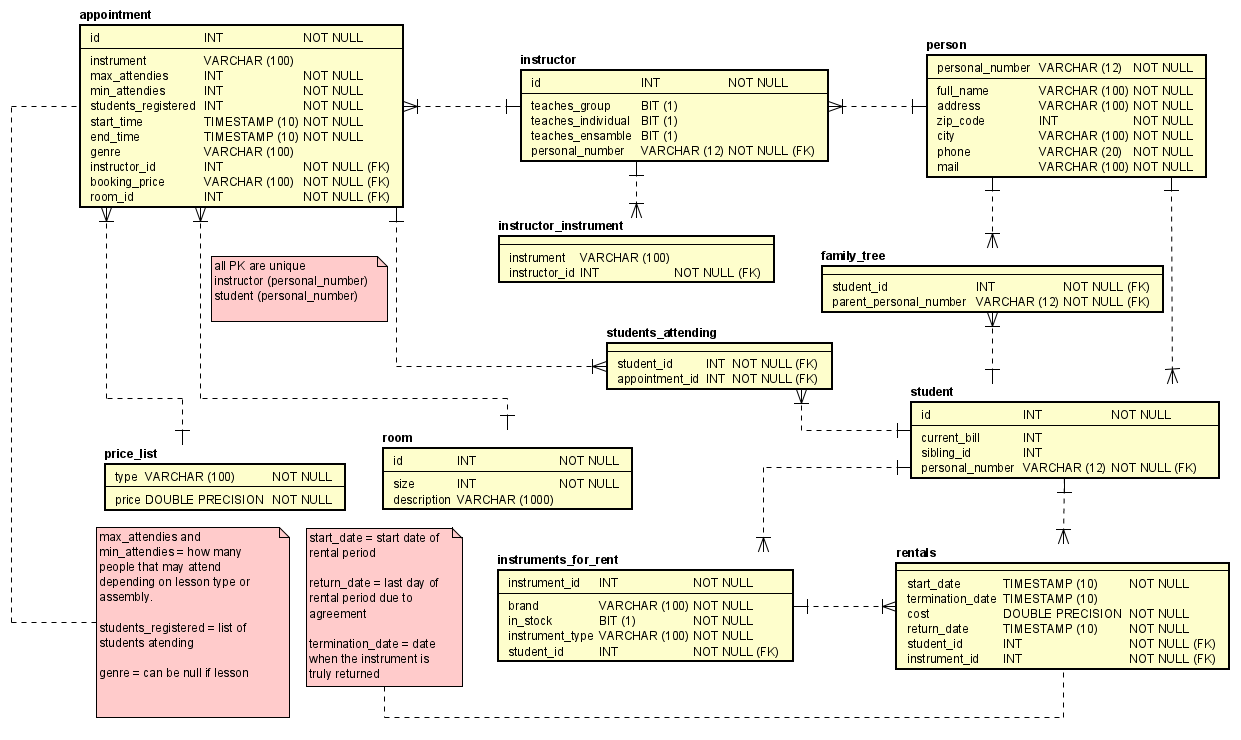 appointment
id INT NOT NULL
instrument VARCHAR (100)
max_attendies INT NOT NULL
min_attendies INT NOT NULL
students_registered INT NOT NULL
start_time TIMESTAMP (10) NOT NULL
end_time TIMESTAMP (10) NOT NULL
genre VARCHAR (100)
instructor_id INT NOT NULL (FK)
booking_price VARCHAR (100) NOT NULL (FK)
room_id INT NOT NULL (FK)
instructor
id INT NOT NULL
teaches_group BIT (1)
teaches_individual BIT (1)
teaches_ensamble BIT (1)
personal_number VARCHAR (12) NOT NULL (FK)
person
personal_number VARCHAR (12) NOT NULL
full_name VARCHAR (100) NOT NULL
address VARCHAR (100) NOT NULL
zip_code INT NOT NULL
city VARCHAR (100) NOT NULL
phone VARCHAR (20) NOT NULL
mail VARCHAR (100) NOT NULL
instructor_instrument
instrument VARCHAR (100)
instructor_id INT NOT NULL (FK)
all PK are unique
instructor (personal_number)
student (personal_number)
family_tree
student_id INT NOT NULL (FK)
parent_personal_number VARCHAR (12) NOT NULL (FK)
students_attending
student_id INT NOT NULL (FK)
appointment_id INT NOT NULL (FK)
student
id INT NOT NULL
current_bill INT
sibling_id INT
personal_number VARCHAR (12) NOT NULL (FK)
price_list
type VARCHAR (100) NOT NULL
price DOUBLE PRECISION NOT NULL
room
id INT NOT NULL
size INT NOT NULL
description VARCHAR (1000)
max_attendies and
min_attendies = how many
people that may attend
depending on lesson type or
assembly.
students_registered = list of
students atending
genre = can be null if lesson
start_date = start date of
rental period
return_date = last day of
rental period due to
agreement
termination_date = date
when the instrument is
truly returned
instruments_for_rent
instrument_id INT NOT NULL
brand VARCHAR (100) NOT NULL
in_stock BIT (1) NOT NULL
instrument_type VARCHAR (100) NOT NULL
student_id INT NOT NULL (FK)
rentals
start_date TIMESTAMP (10) NOT NULL
termination_date TIMESTAMP (10)
cost DOUBLE PRECISION NOT NULL
return_date TIMESTAMP (10) NOT NULL
student_id INT NOT NULL (FK)
instrument_id INT NOT NULL (FK)